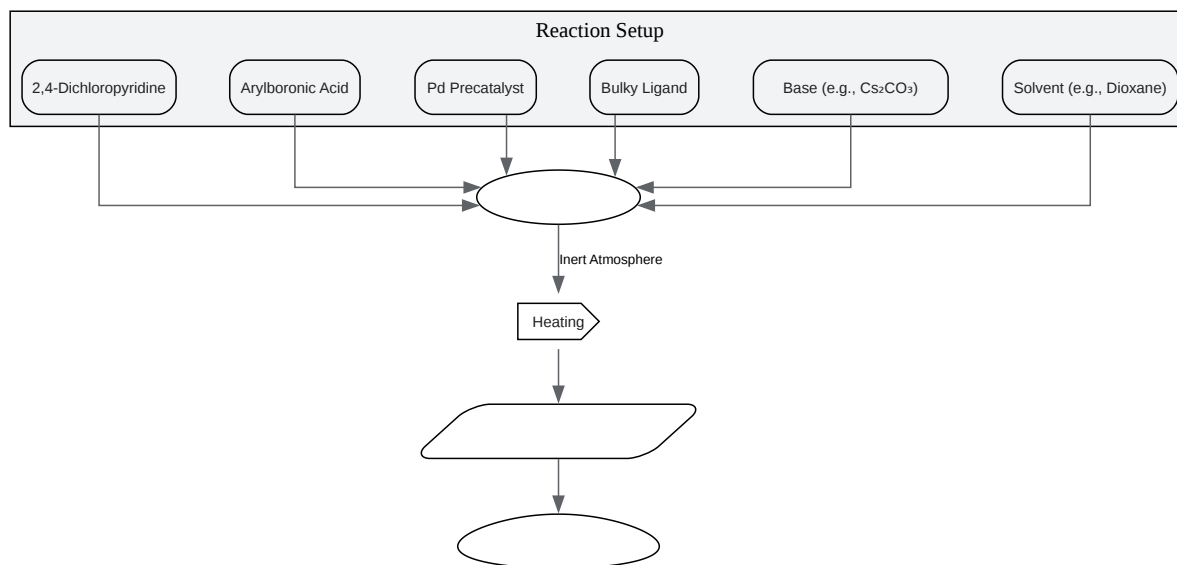 Reaction Setup
2,4-Dichloropyridine
Arylboronic Acid
Pd Precatalyst
Bulky Ligand
Base (e.g., Cs₂CO₃)
Solvent (e.g., Dioxane)
Inert Atmosphere
Heating